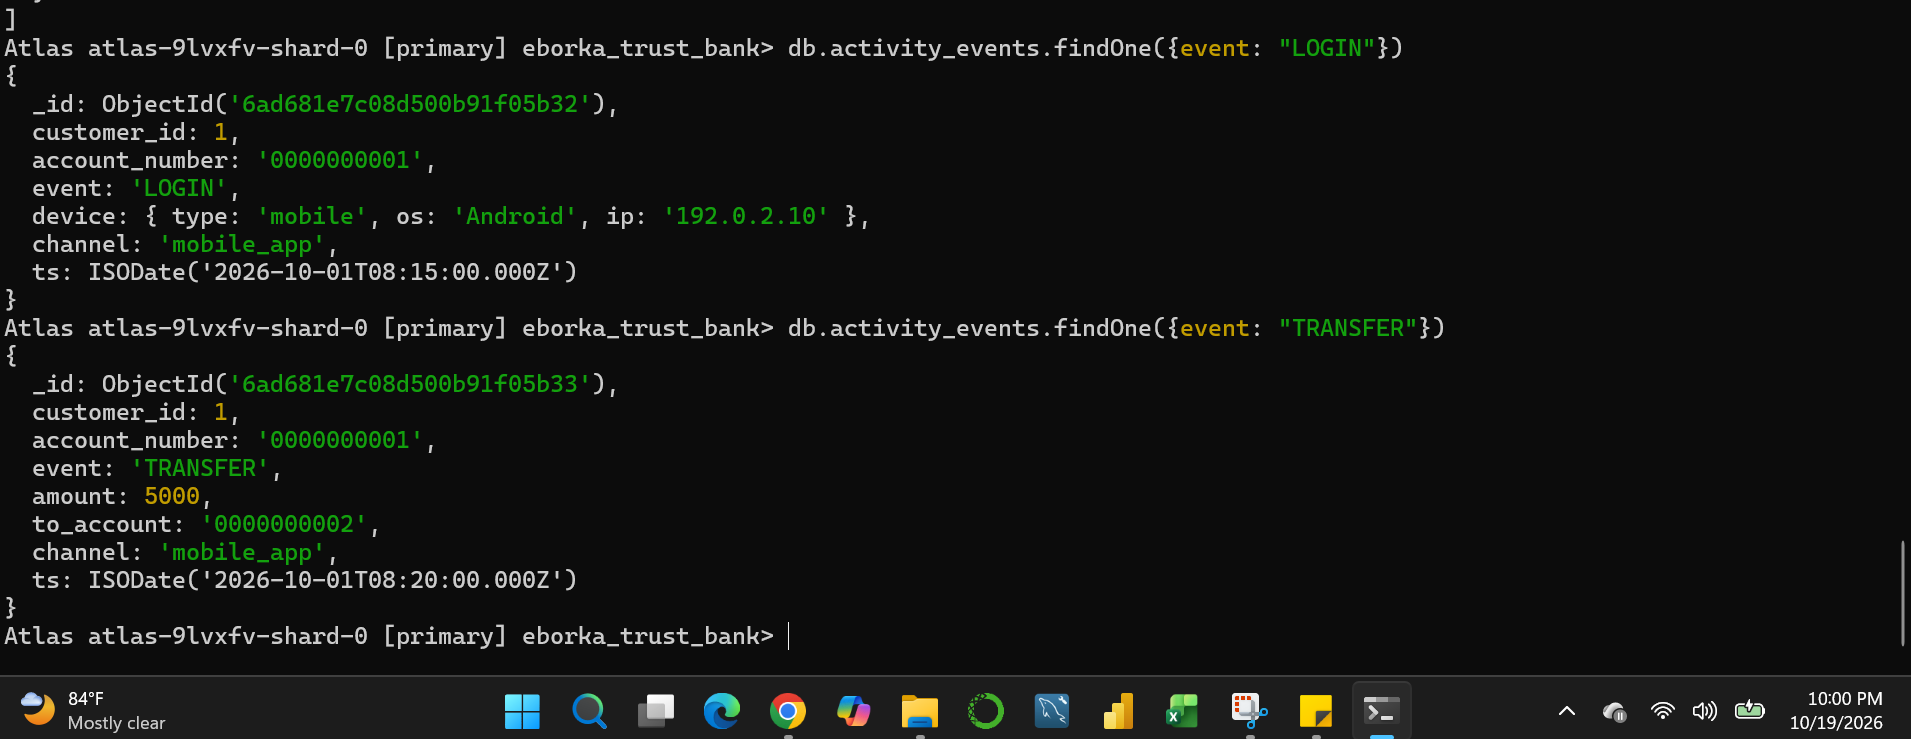 ]
Atlas atlas-9lvxfv-shard-0 [primary] eborka_trust_bank> db.activity_events.findOne({event: "LOGIN"})
{
  _id: ObjectId('6ad681e7c08d500b91f05b32'),
  customer_id: 1,
  account_number: '0000000001',
  event: 'LOGIN',
  device: { type: 'mobile', os: 'Android', ip: '192.0.2.10' },
  channel: 'mobile_app',
  ts: ISODate('2026-10-01T08:15:00.000Z')
}
Atlas atlas-9lvxfv-shard-0 [primary] eborka_trust_bank> db.activity_events.findOne({event: "TRANSFER"})
{
  _id: ObjectId('6ad681e7c08d500b91f05b33'),
  customer_id: 1,
  account_number: '0000000001',
  event: 'TRANSFER',
  amount: 5000,
  to_account: '0000000002',
  channel: 'mobile_app',
  ts: ISODate('2026-10-01T08:20:00.000Z')
}
Atlas atlas-9lvxfv-shard-0 [primary] eborka_trust_bank>
84°F
Mostly clear
10:00 PM
10/19/2026